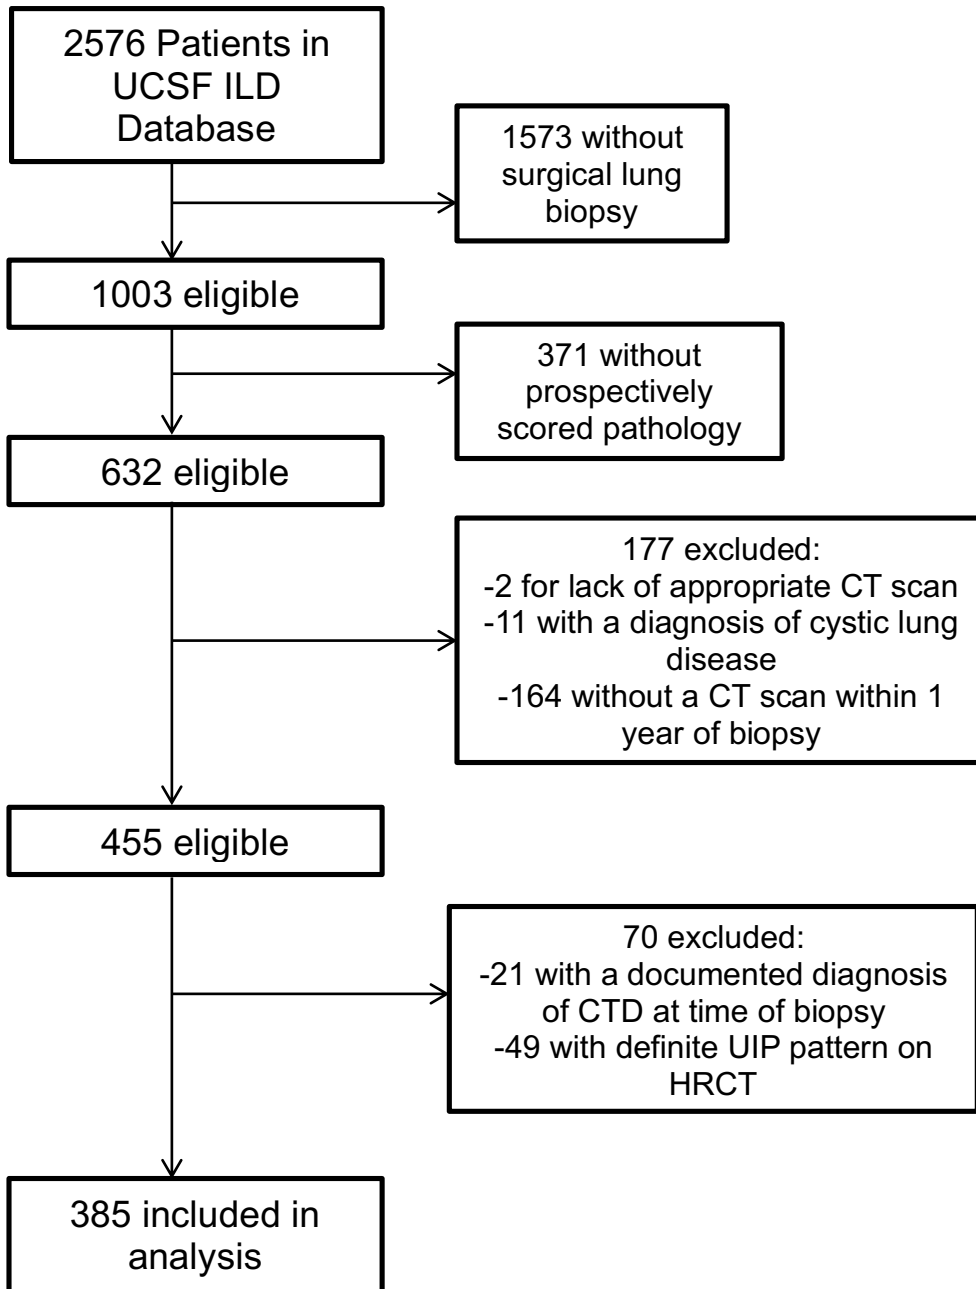 2576 Patients in
UCSF ILD
Database
1573 without
surgical lung
biopsy
1003 eligible
371 without
prospectively
scored pathology
632 eligible
177 excluded:
-2 for lack of appropriate CT scan
-11 with a diagnosis of cystic lung
disease
-164 without a CT scan within 1
year of biopsy
455 eligible
70 excluded:
-21 with a documented diagnosis
of CTD at time of biopsy
-49 with definite UIP pattern on
HRCT
385 included in
analysis